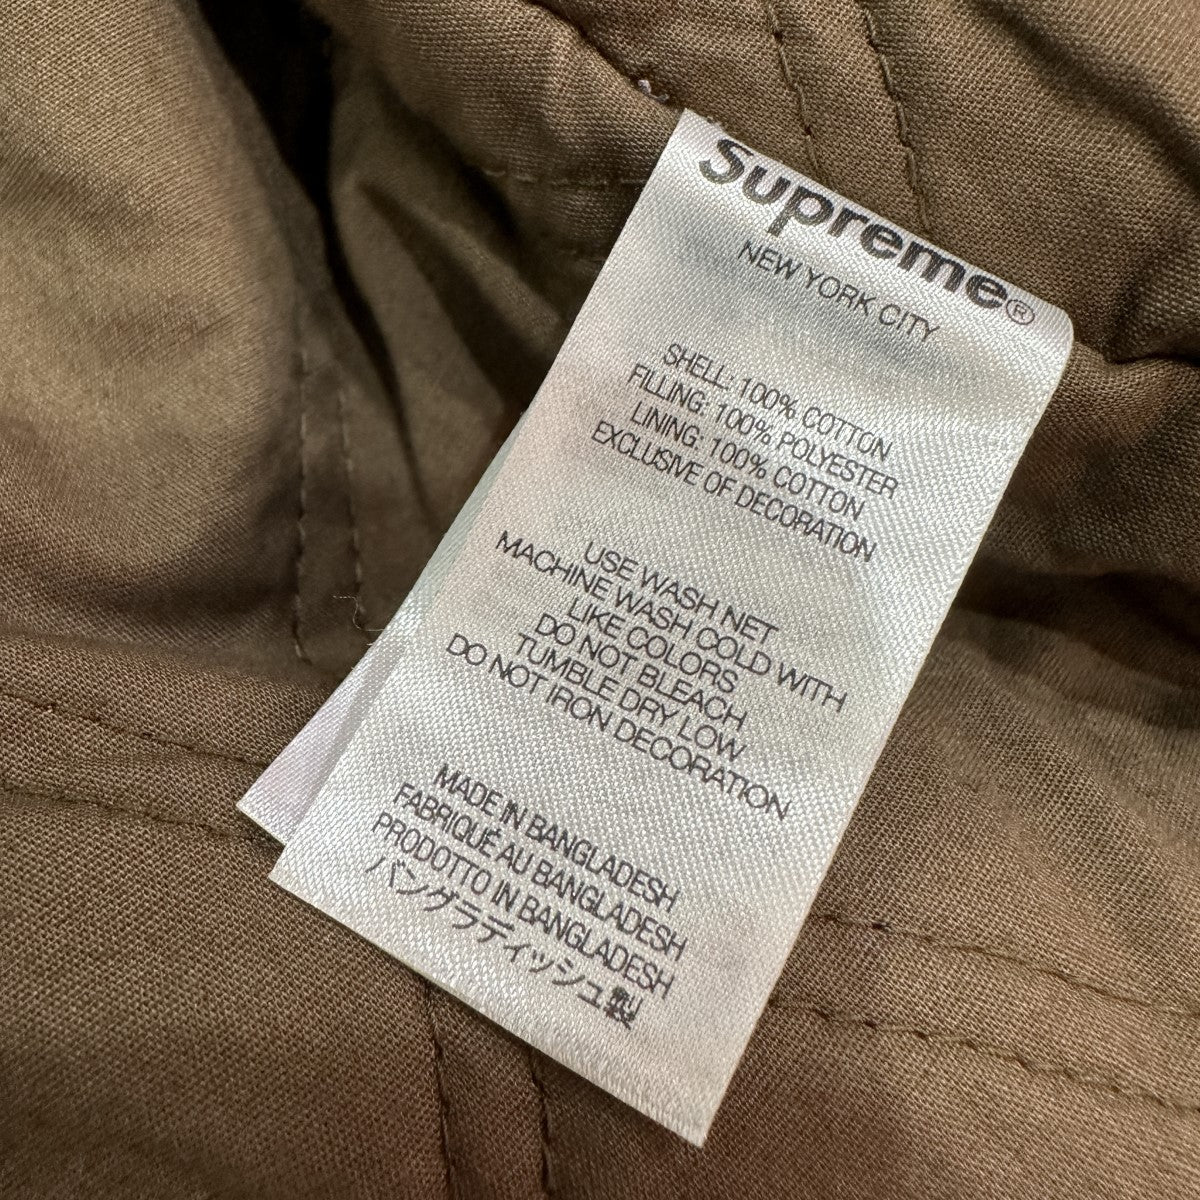 Supreme®
NEW YORK CITY
SHELL: 100% COTTON
FILLING: 100% POLYESTER
LINING: 100% COTTON
EXCLUSIVE OF DECORATION
USE WASH NET
MACHINE WASH COLD WITH
LIKE COLORS
DO NOT BLEACH
TUMBLE DRY LOW
DO NOT IRON DECORATION
MADE IN BANGLADESH
FABRIQUÉ AU BANGLADESH
PRODOTTO IN BANGLADESH
バングラディッシュ製